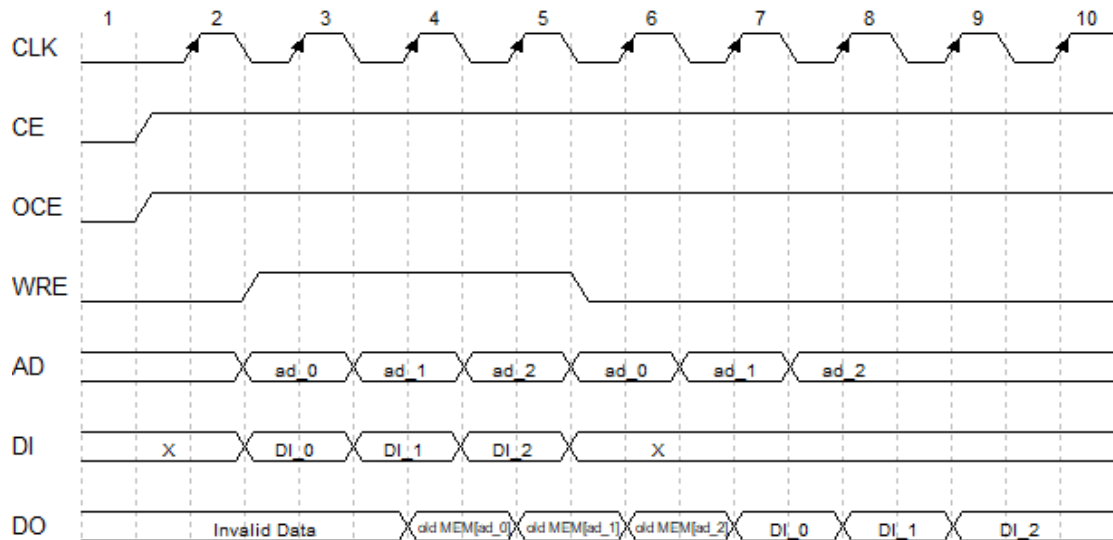 1 2 3 4 5 6 7 8 9 10
CLK
CE
OCE
WRE
AD ad_0 ad_1 ad_2 ad_0 ad_1 ad_2
DI X DI_0 DI_1 DI_2 X
DO Invalid Data old MEM[ad_0] old MEM[ad_1] old MEM[ad_2] DI_0 DI_1 DI_2